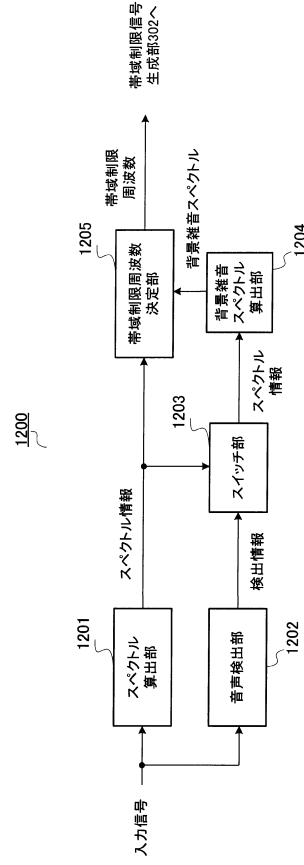 1200
入力信号
スペクトル
算出部
1201
音声検出部
1202
スペクトル情報
検出情報
スイッチ部
1203
スペクトル
情報
背景雑音
スペクトル
算出部
1204
背景雑音スペクトル
帯域制限周波数
決定部
1205
帯域制限
周波数
帯域制限信号
生成部302へ